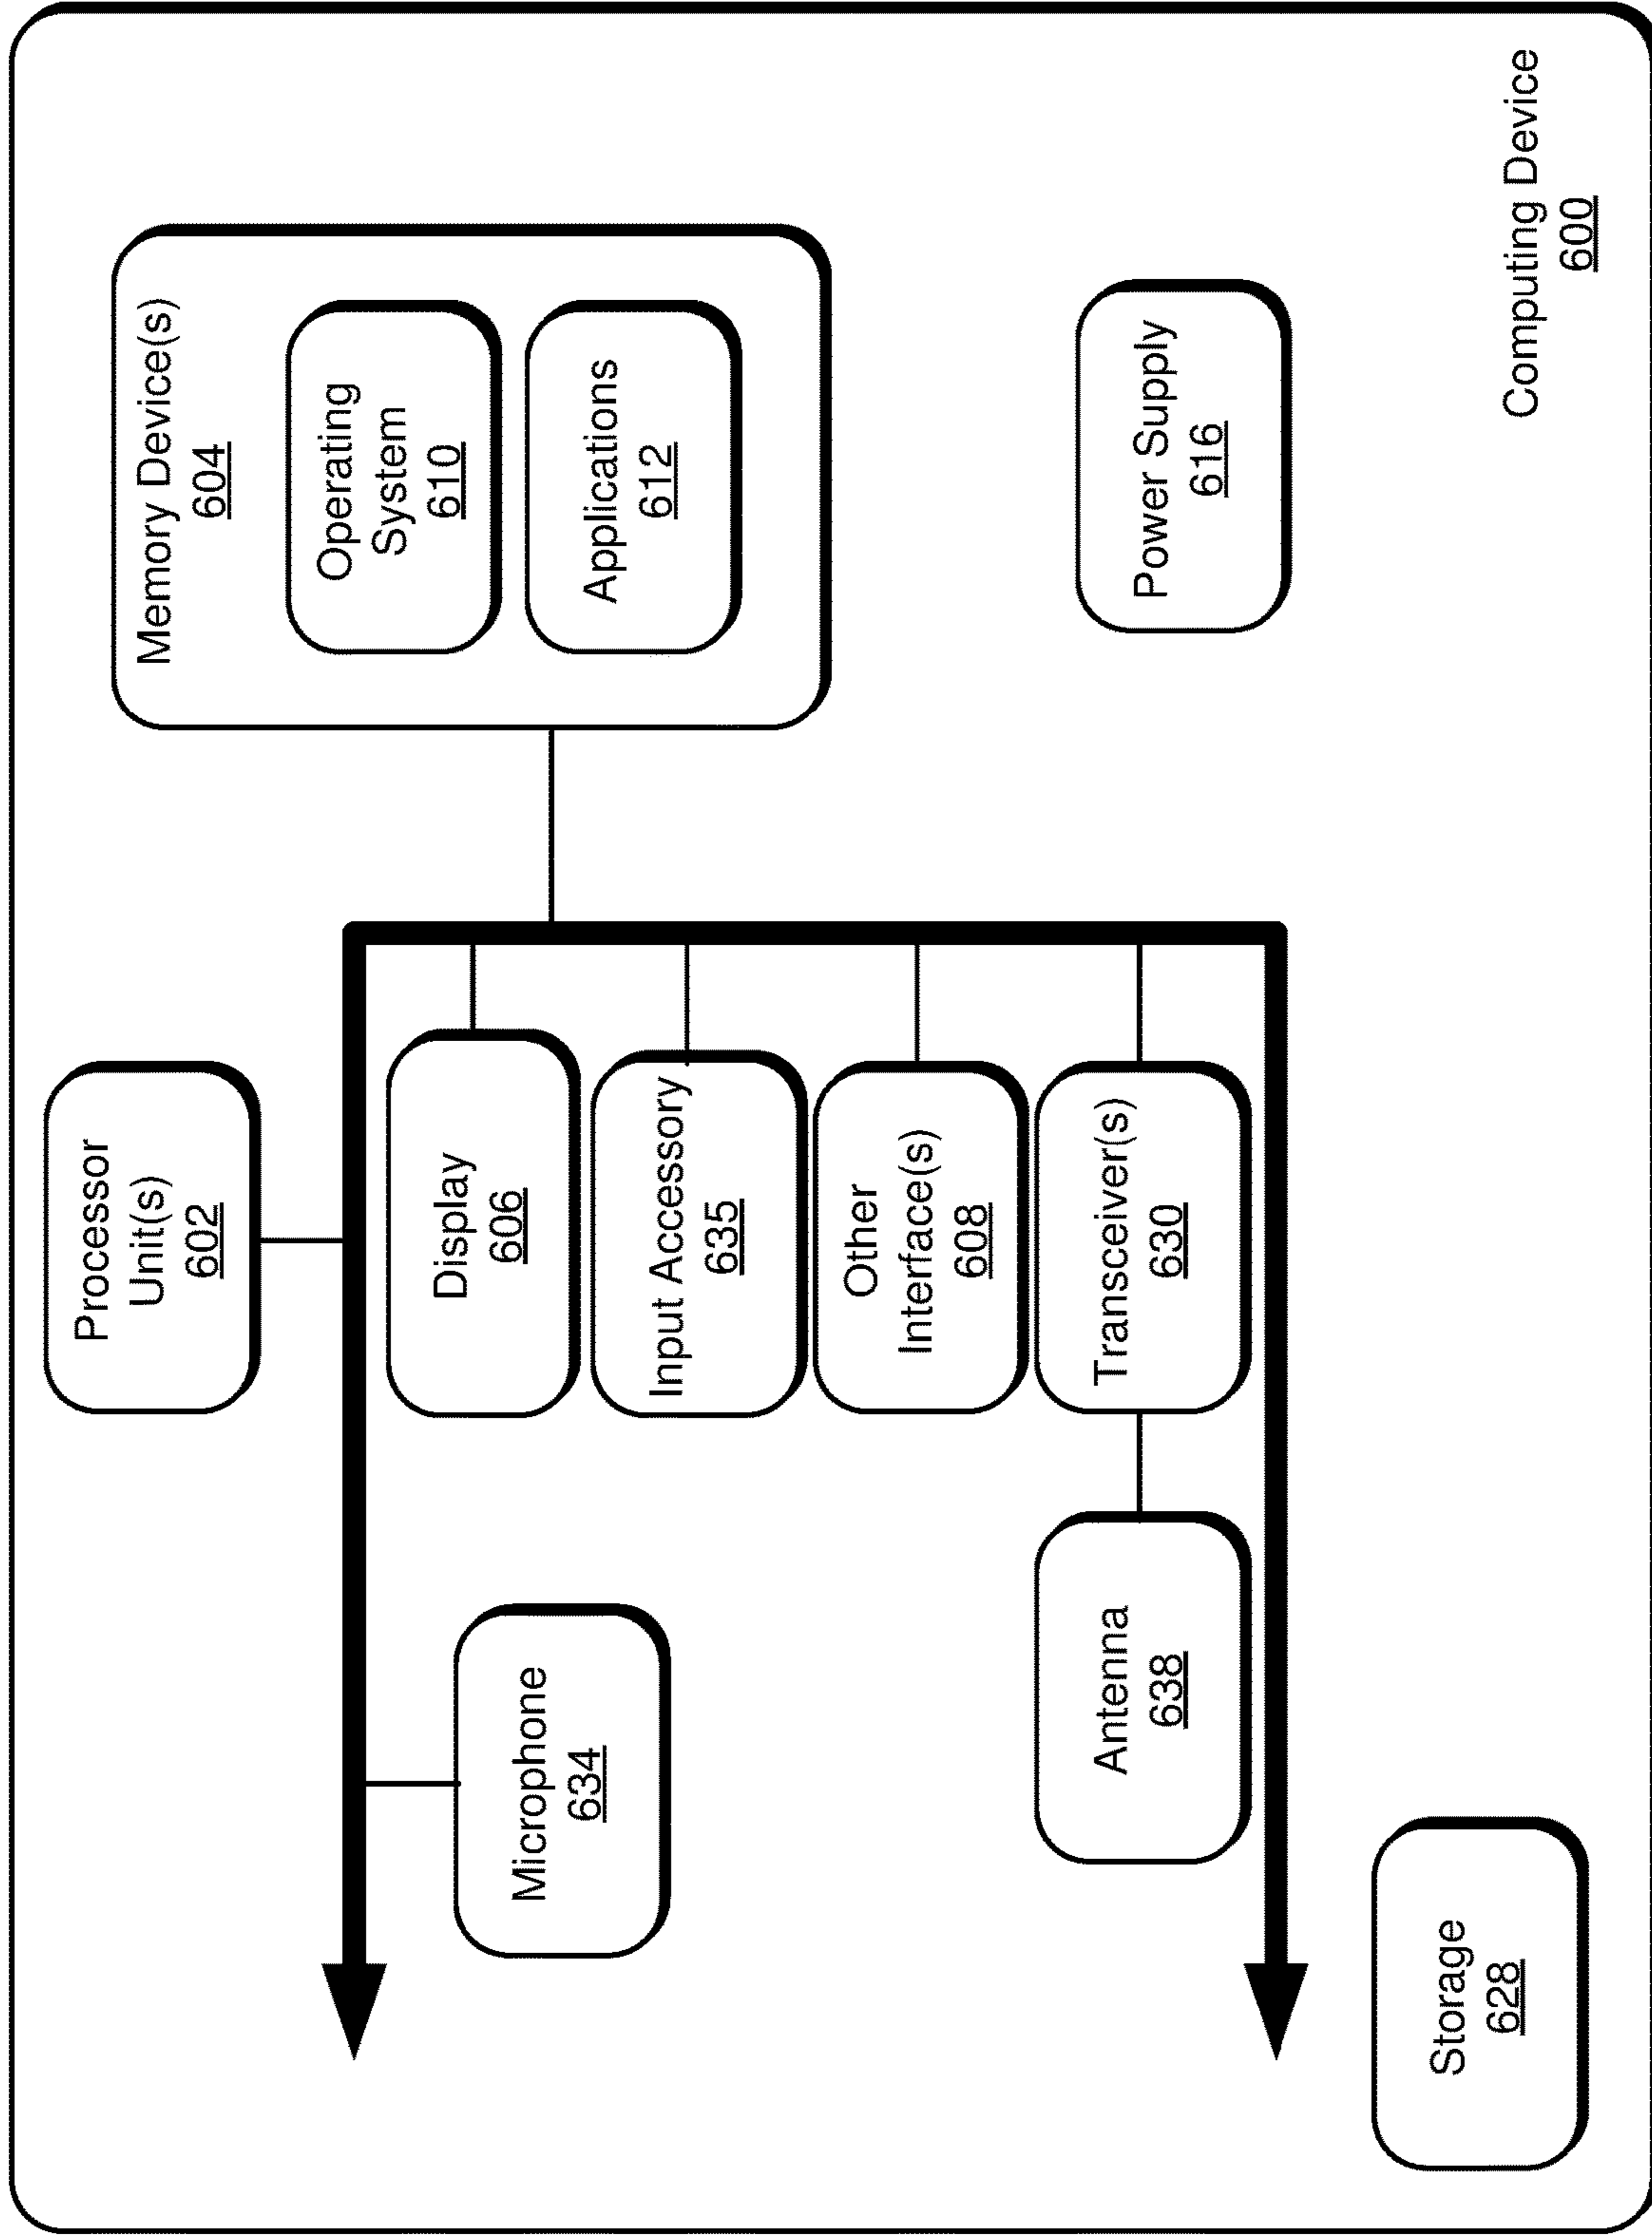 Processor
Unit(s)
602
Memory Device(s)
604
Operating
System
610
Applications
612
Display
606
Microphone
634
Input Accessory
635
Other
Interface(s)
608
Antenna
638
Transceiver(s)
630
Power Supply
616
Storage
628
Computing Device
600